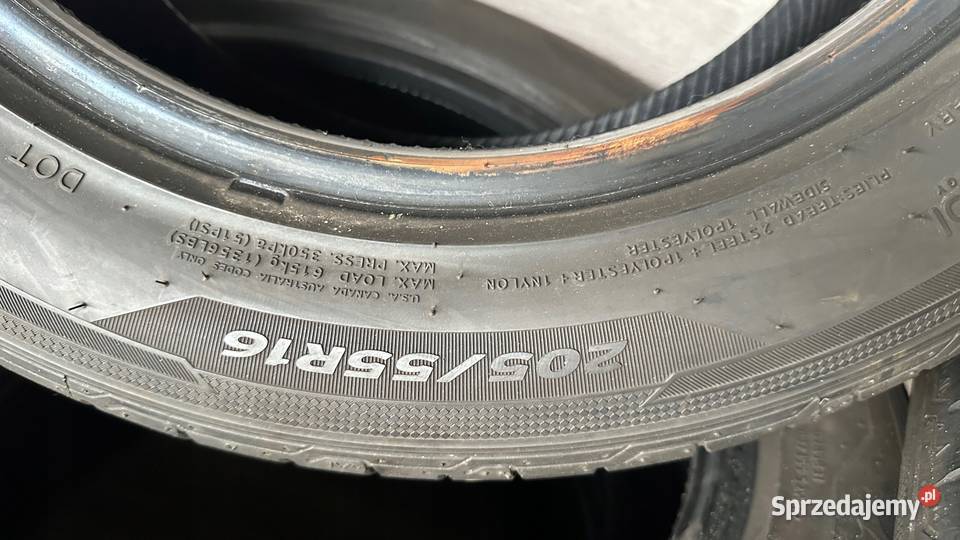 205/55R16
U.S.A. CANADA AUSTRALIA CODES ONLY
MAX. LOAD 615kg (1356LBS)
MAX. PRESS. 350kPa (51PSI)
PLIES:TREAD 2STEEL + 1POLYESTER + 1NYLON
SIDEWALL 1POLYESTER
DOT
Sprzedajemy.pl